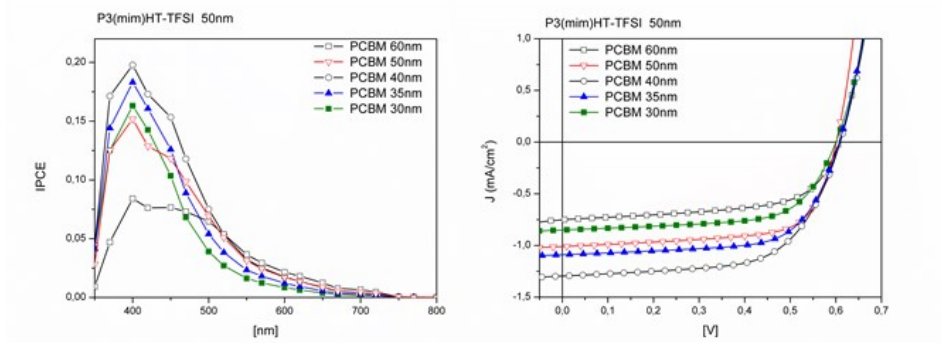 P3(mim)HT-TFSI 50nm
PCBM 60nm
PCBM 50nm
PCBM 40nm
PCBM 35nm
PCBM 30nm
0,20
0,15
0,10
0,05
0,00
IPCE
400 500 600 700 800
[nm]
P3(mim)HT-TFSI 50nm
PCBM 60nm
PCBM 50nm
PCBM 40nm
PCBM 35nm
PCBM 30nm
1,0
0,5
0,0
-0,5
-1,0
-1,5
J (mA/cm²)
0,0 0,1 0,2 0,3 0,4 0,5 0,6 0,7
[V]